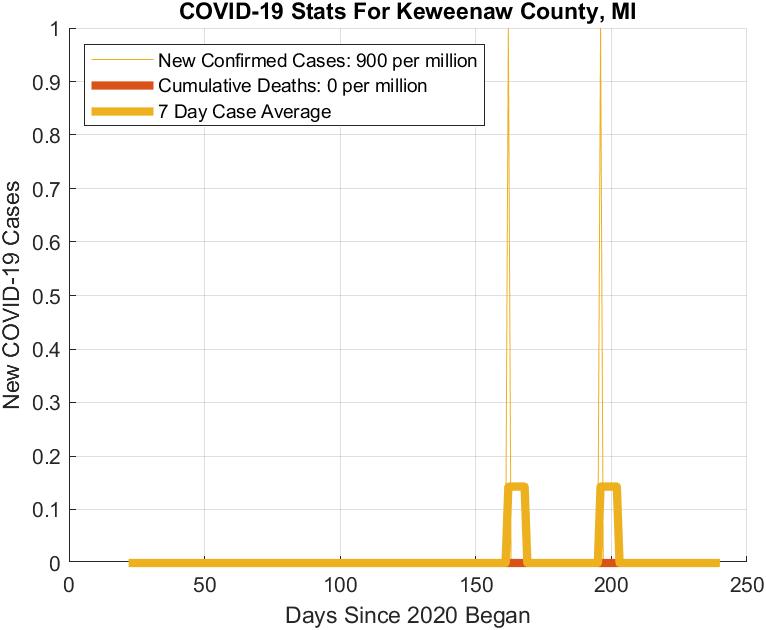 COVID-19 Stats For Keweenaw County, MI
New Confirmed Cases: 900 per million
Cumulative Deaths: 0 per million
7 Day Case Average
New COVID-19 Cases
1
0.9
0.8
0.7
0.6
0.5
0.4
0.3
0.2
0.1
0
0 50 100 150 200 250
Days Since 2020 Began